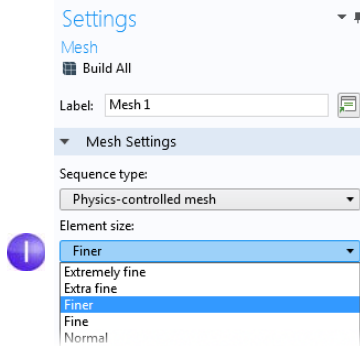 Settings
Mesh
Build All
Label: Mesh 1
Mesh Settings
Sequence type:
Physics-controlled mesh
Element size:
Finer
Extremely fine
Extra fine
Finer
Fine
Normal